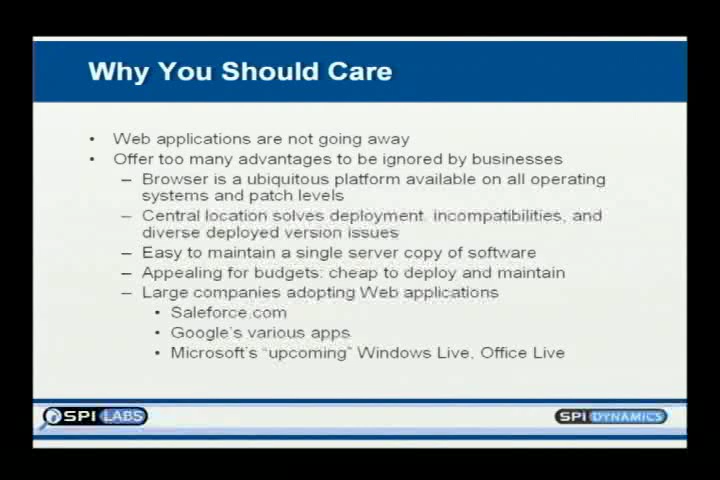 Why You Should Care
• Web applications are not going away
• Offer too many advantages to be ignored by businesses
– Browser is a ubiquitous platform available on all operating
systems and patch levels
– Central location solves deployment, incompatibilities, and
diverse deployed version issues
– Easy to maintain a single server copy of software
– Appealing for budgets: cheap to deploy and maintain
– Large companies adopting Web applications
• Saleforce.com
• Google's various apps
• Microsoft's "upcoming" Windows Live, Office Live
SPI LABS
SPI DYNAMICS